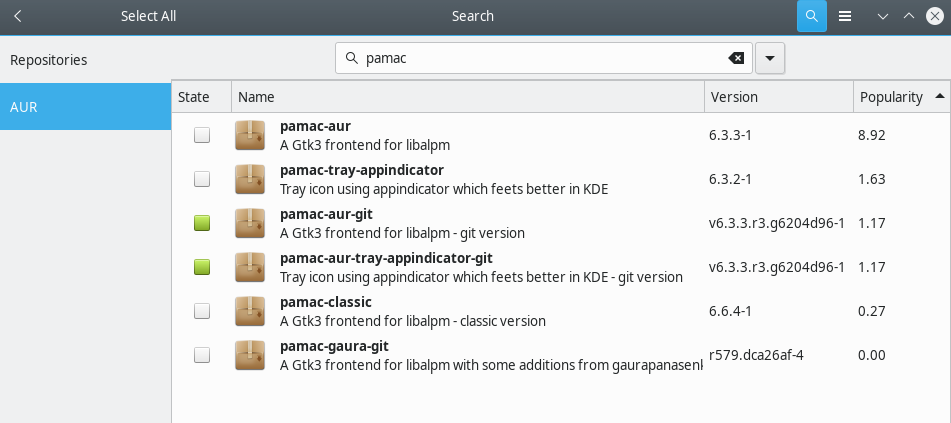 Select All
Search
Repositories
pamac
AUR
State Name Version Popularity
pamac-aur
A Gtk3 frontend for libalpm
6.3.3-1 8.92
pamac-tray-appindicator
Tray icon using appindicator which feets better in KDE
6.3.2-1 1.63
pamac-aur-git
A Gtk3 frontend for libalpm - git version
v6.3.3.r3.g6204d96-1 1.17
pamac-aur-tray-appindicator-git
Tray icon using appindicator which feets better in KDE - git version
v6.3.3.r3.g6204d96-1 1.17
pamac-classic
A Gtk3 frontend for libalpm - classic version
6.6.4-1 0.27
pamac-gaura-git
A Gtk3 frontend for libalpm with some additions from
r579.dca26af-4 0.00